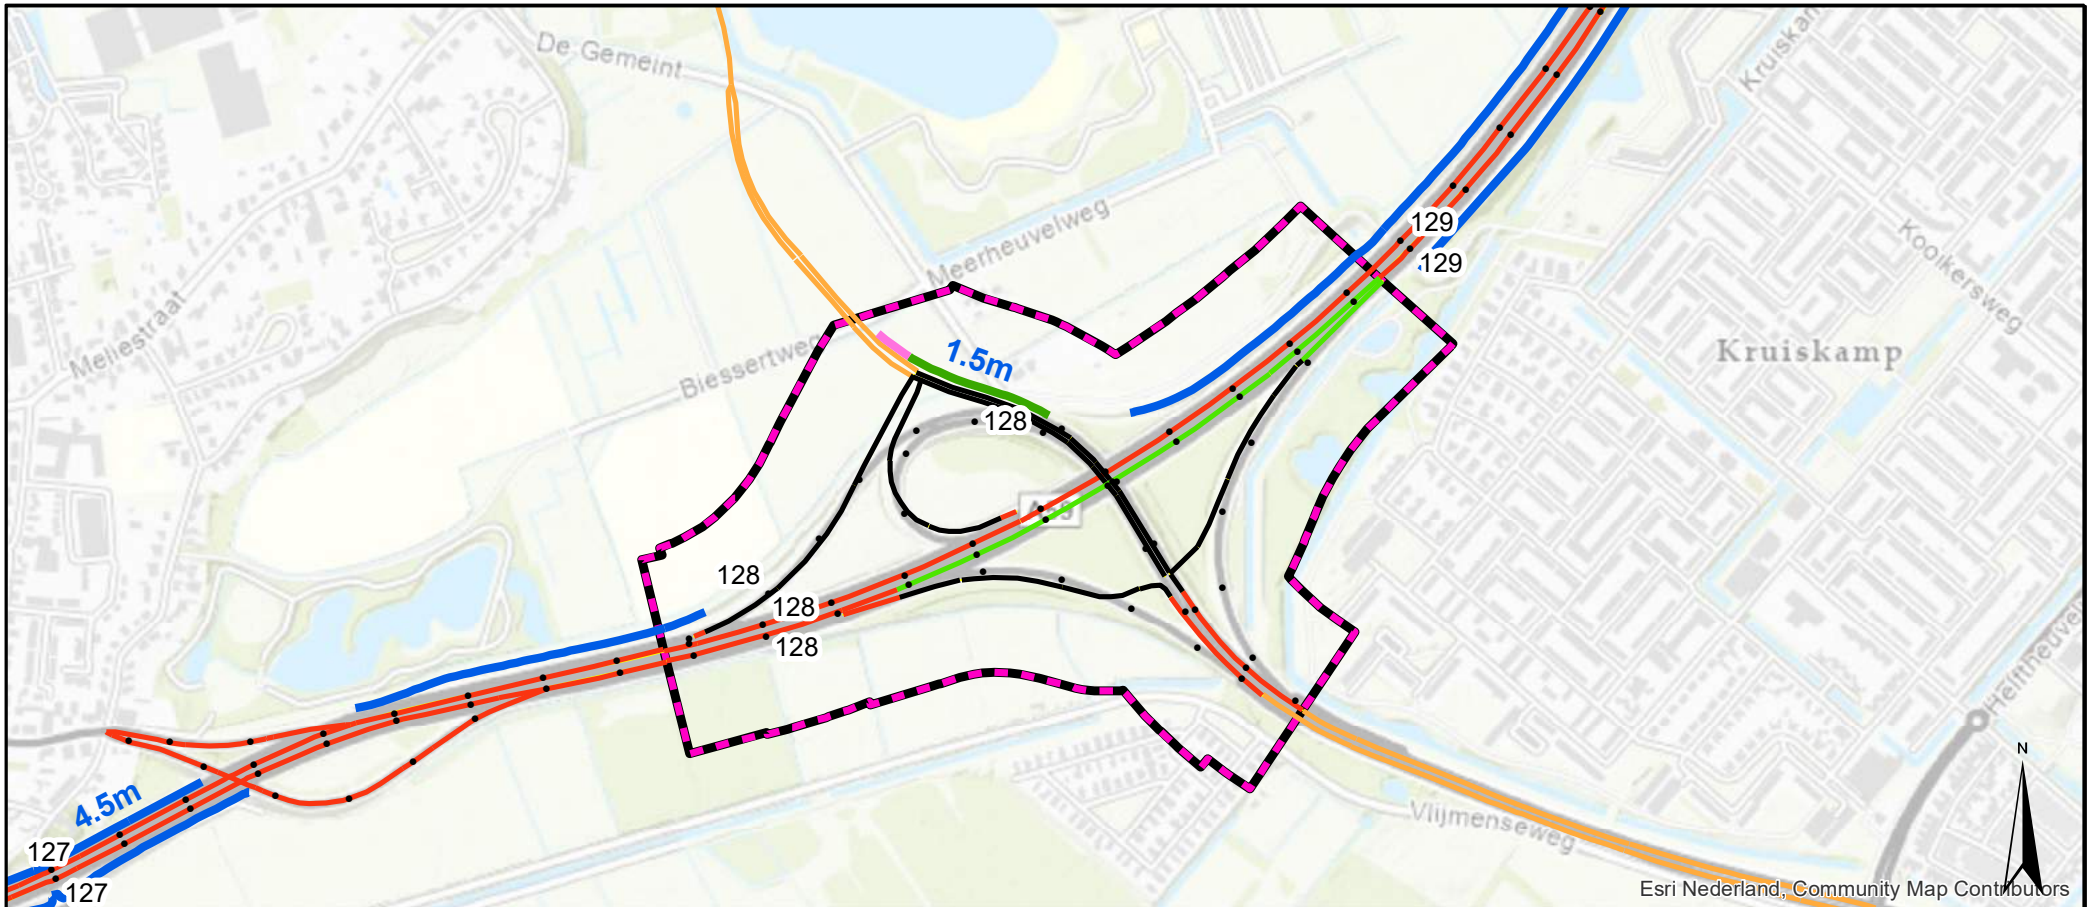 De Gemeint
Kruiskam
129
129
Meerheuvelweg
Kooikersweg
Meliestraat
Biessertweg
1.5m
Kruiskamp
128
128
128
128
4.5m
127
127
Vlijmenseweg
N
Esri Nederland, Community Map Contributors